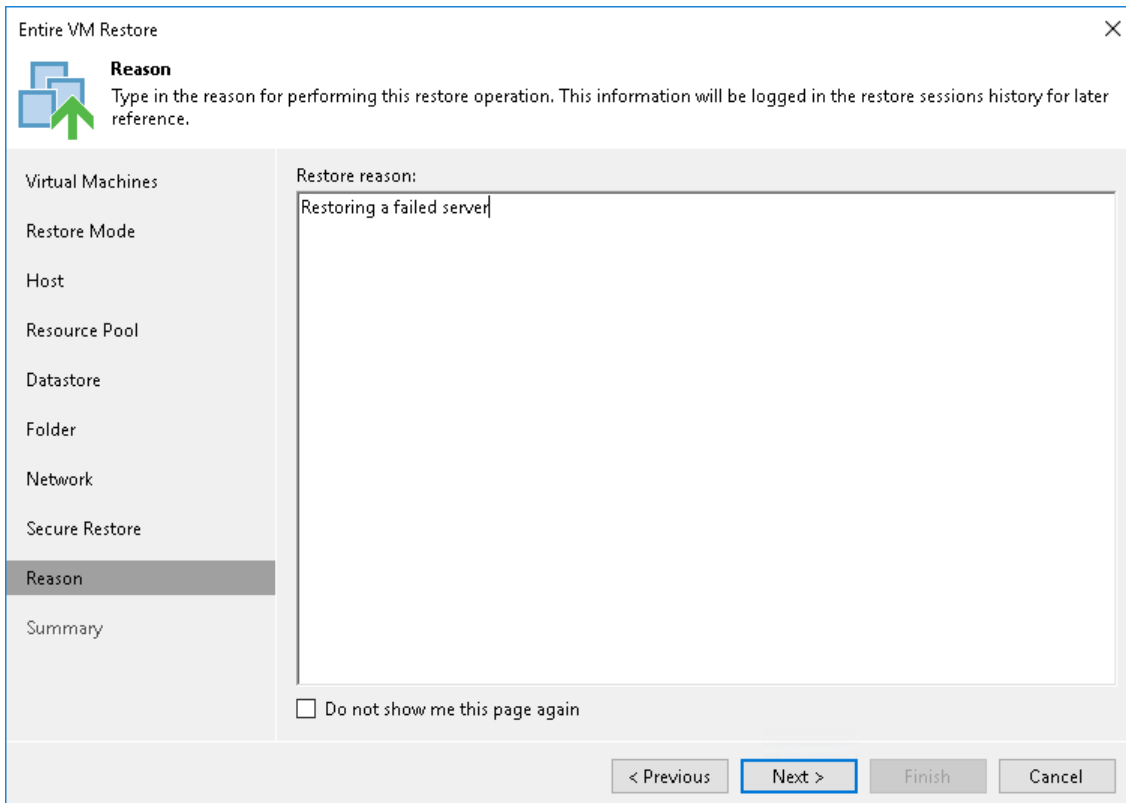 Entire VM Restore
Reason
Type in the reason for performing this restore operation. This information will be logged in the restore sessions history for later
reference.
Virtual Machines
Restore Mode
Host
Resource Pool
Datastore
Folder
Network
Secure Restore
Reason
Summary
Restore reason:
Restoring a failed server
Do not show me this page again
< Previous
Next >
Finish
Cancel